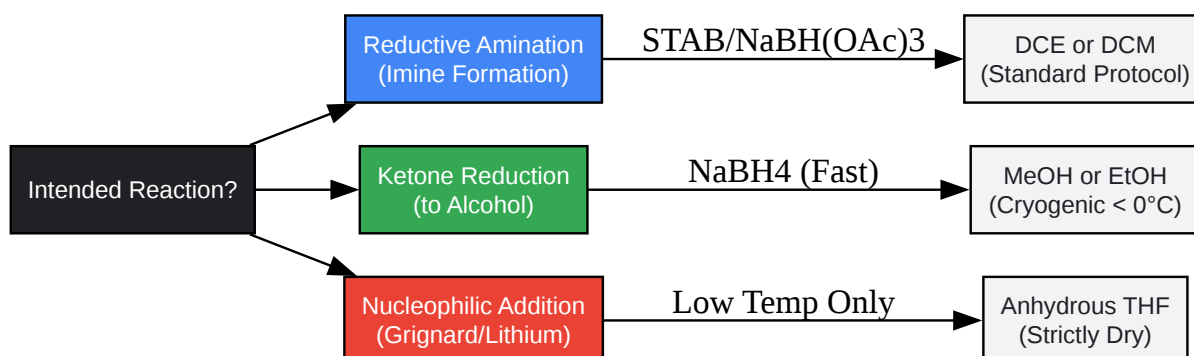 Reductive Amination
(Imine Formation)
STAB/NaBH(OAc)3
DCE or DCM
(Standard Protocol)
Intended Reaction?
Ketone Reduction
(to Alcohol)
NaBH4 (Fast)
MeOH or EtOH
(Cryogenic < 0°C)
Nucleophilic Addition
(Grignard/Lithium)
Low Temp Only
Anhydrous THF
(Strictly Dry)